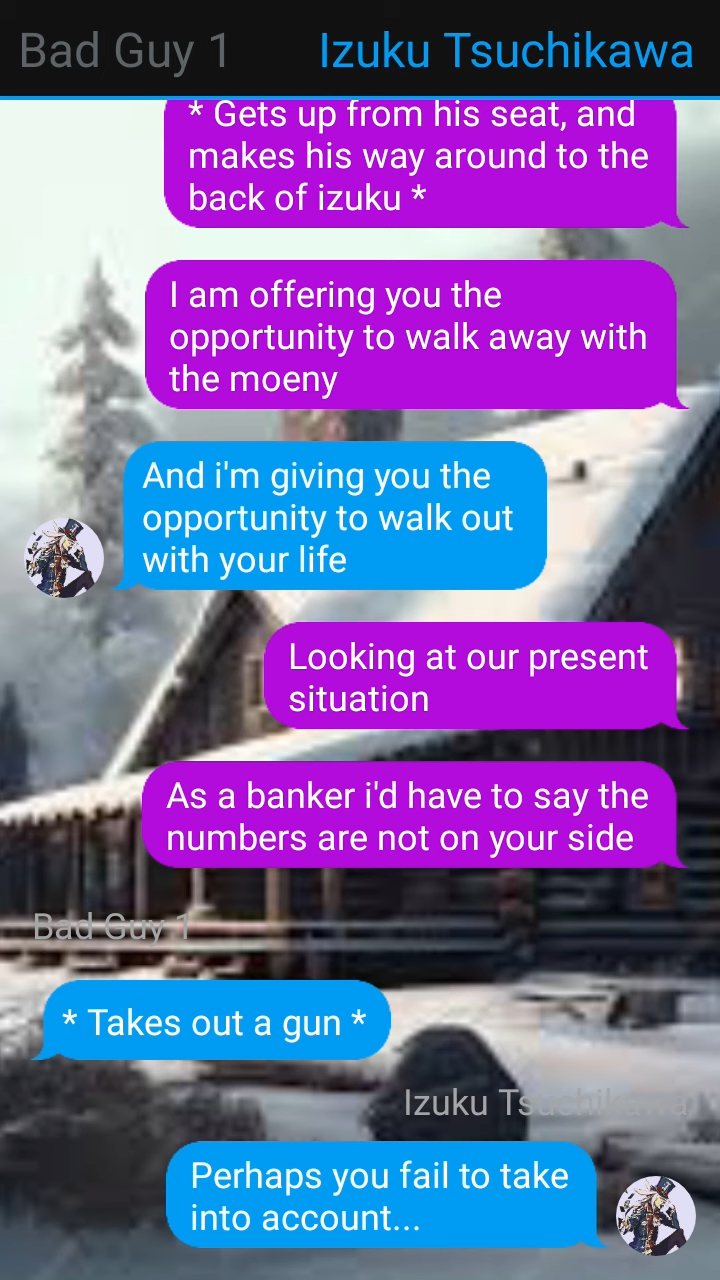 Bad Guy 1 Izuku Tsuchikawa
* Gets up from his seat, and
makes his way around to the
back of izuku *
I am offering you the
opportunity to walk away with
the moeny
And i'm giving you the
opportunity to walk out
with your life
Looking at our present
situation
As a banker i'd have to say the
numbers are not on your side
Bad Guy 1
* Takes out a gun *
Izuku Tsuchikawa
Perhaps you fail to take
into account...